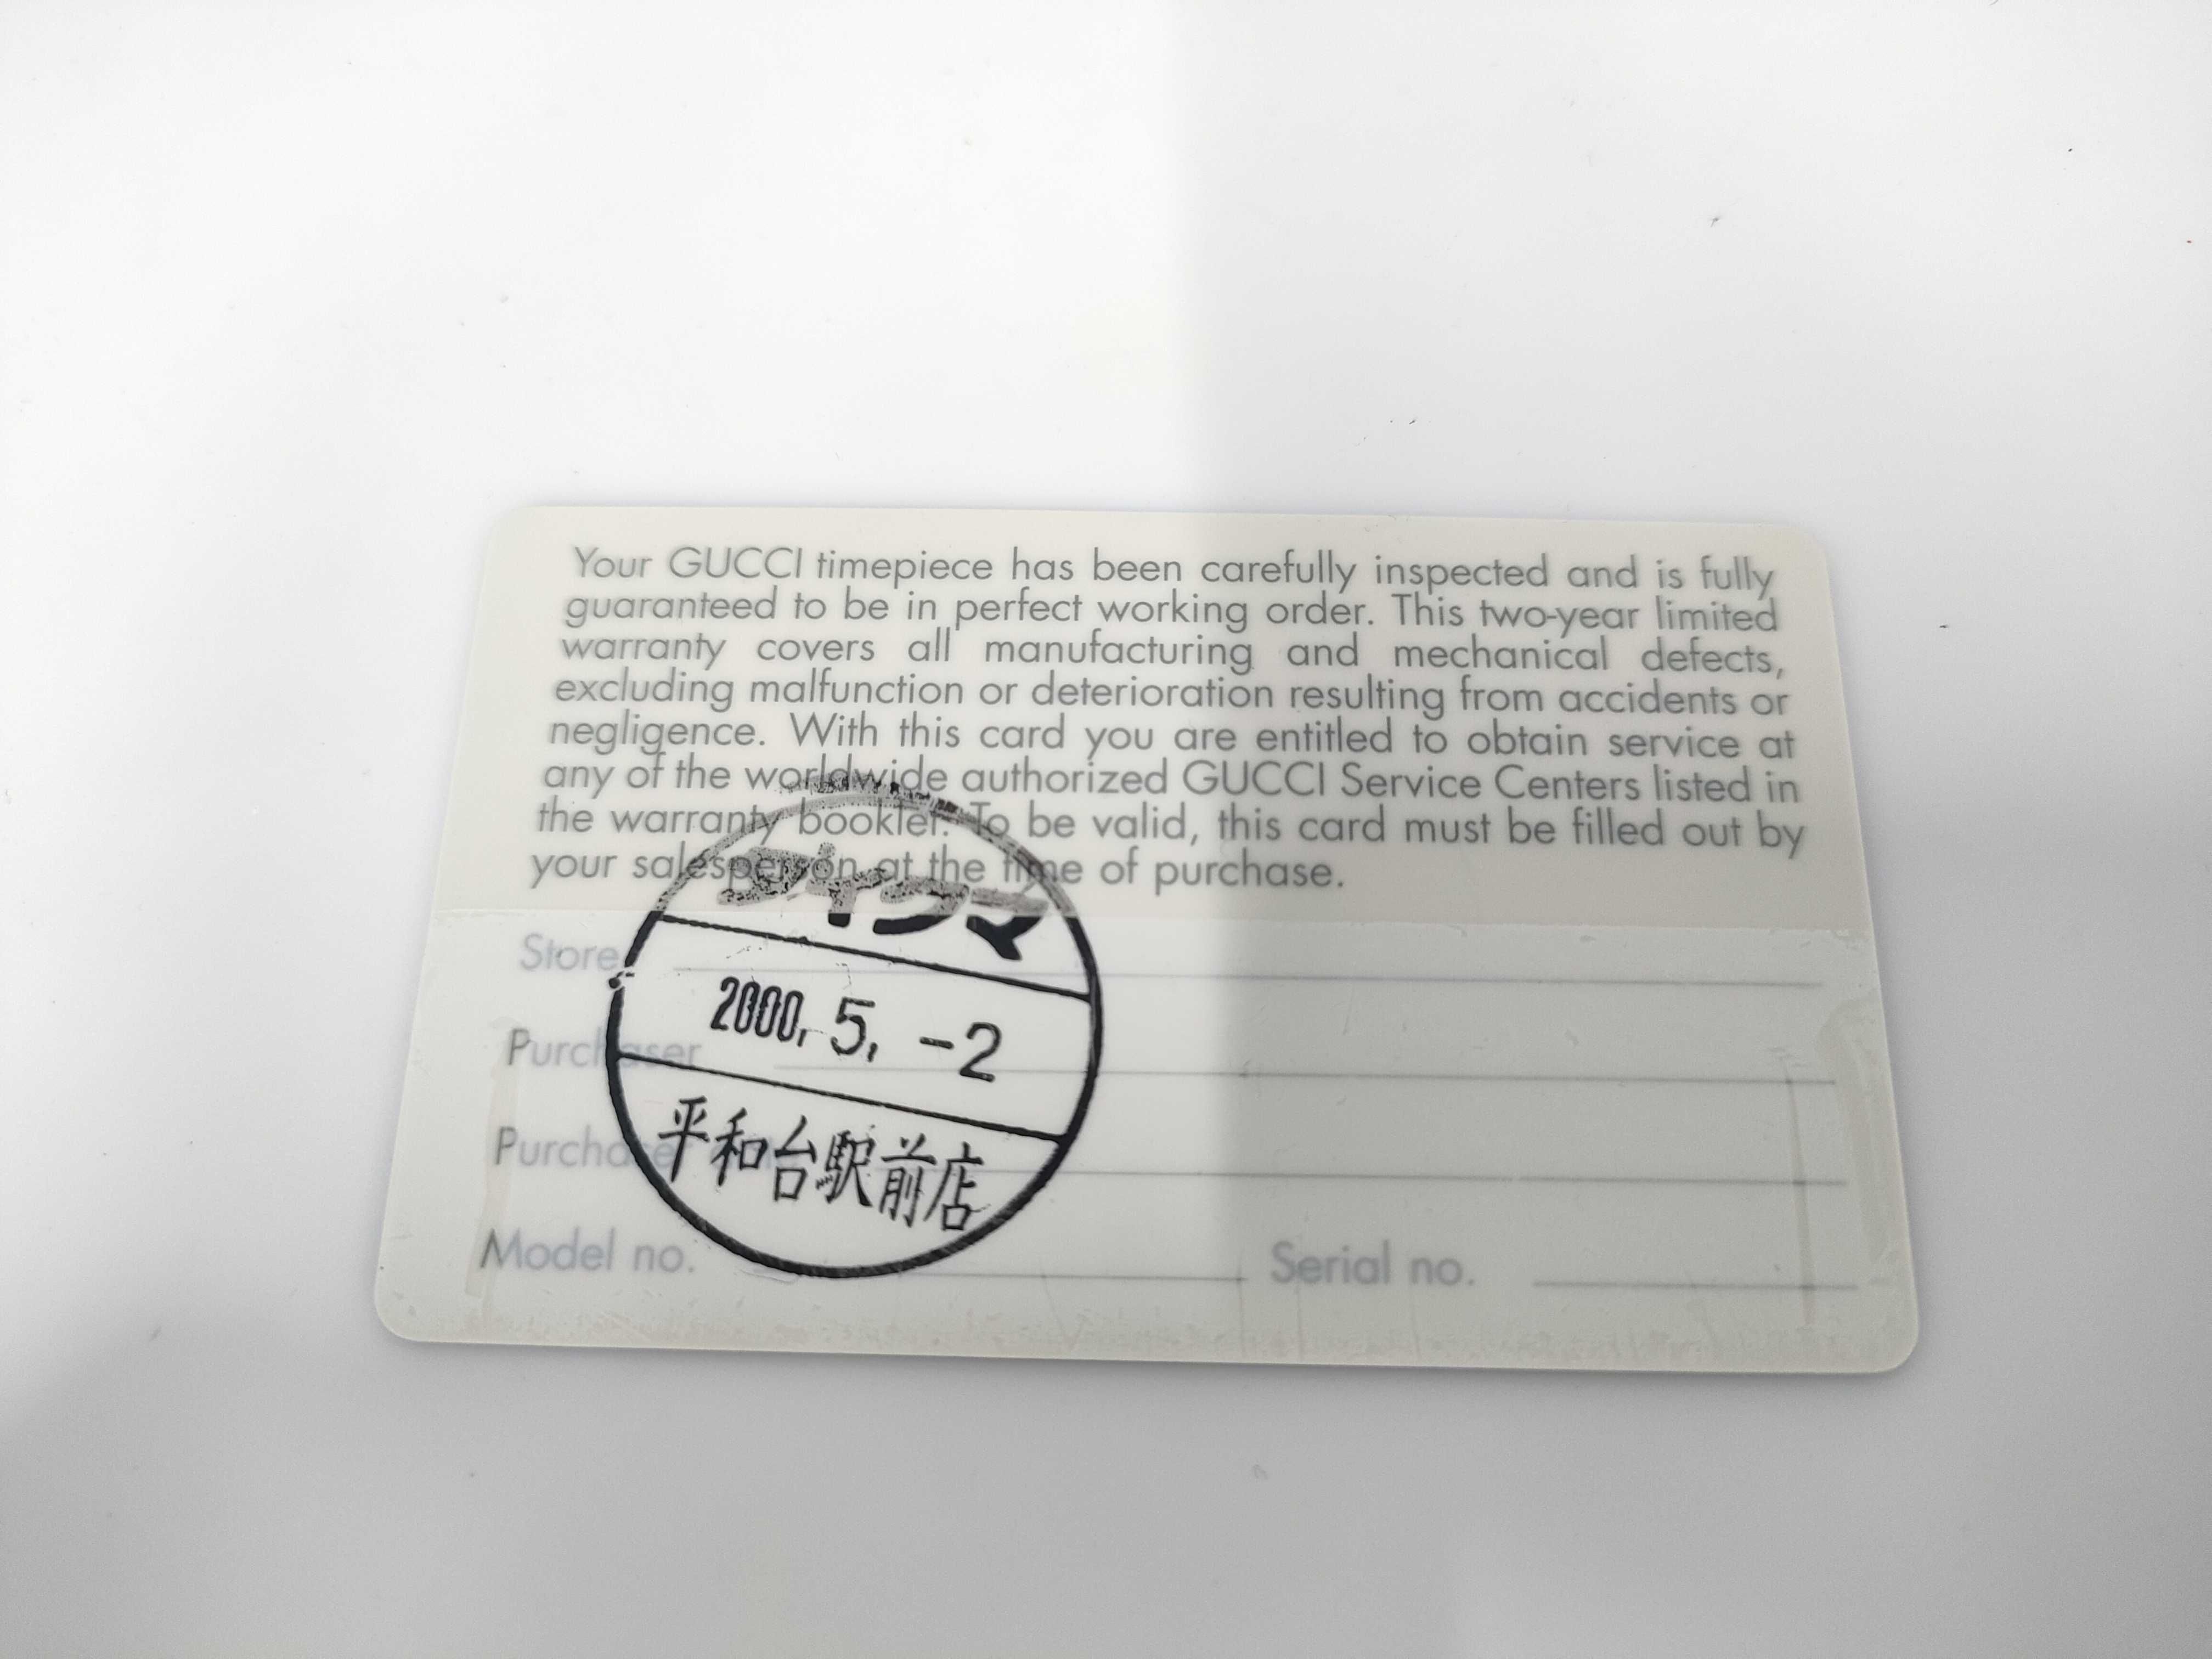 Your GUCCI timepiece has been carefully inspected and is fully
guaranteed to be in perfect working order. This two-year limited
warranty covers all manufacturing and mechanical defects,
excluding malfunction or deterioration resulting from accidents or
negligence. With this card you are entitled to obtain service at
any of the worldwide authorized GUCCI Service Centers listed in
the warranty booklet. To be valid, this card must be filled out by
your salesperson at the time of purchase.
Store
2000. 5. -2
Purchaser
平和台駅前店
Model no.
Serial no.